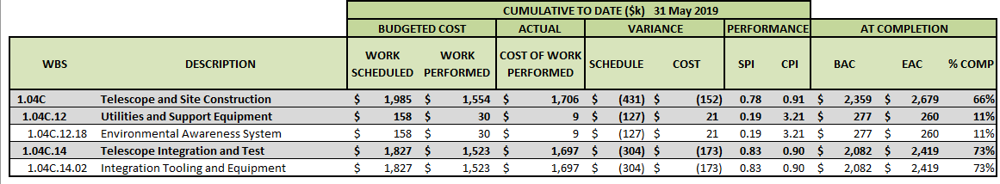 CUMULATIVE TO DATE ($k) 31 May 2019
BUDGETED COST ACTUAL VARIANCE PERFORMANCE AT COMPLETION
WBS DESCRIPTION WORK SCHEDULED WORK PERFORMED COST OF WORK PERFORMED SCHEDULE COST SPI CPI BAC EAC % COMP
1.04C Telescope and Site Construction $ 1,985 $ 1,554 $ 1,706 $ (431) $ (152) 0.78 0.91 $ 2,359 $ 2,679 66%
1.04C.12 Utilities and Support Equipment $ 158 $ 30 $ 9 $ (127) $ 21 0.19 3.21 $ 277 $ 260 11%
1.04C.12.18 Environmental Awareness System $ 158 $ 30 $ 9 $ (127) $ 21 0.19 3.21 $ 277 $ 260 11%
1.04C.14 Telescope Integration and Test $ 1,827 $ 1,523 $ 1,697 $ (304) $ (173) 0.83 0.90 $ 2,082 $ 2,419 73%
1.04C.14.02 Integration Tooling and Equipment $ 1,827 $ 1,523 $ 1,697 $ (304) $ (173) 0.83 0.90 $ 2,082 $ 2,419 73%